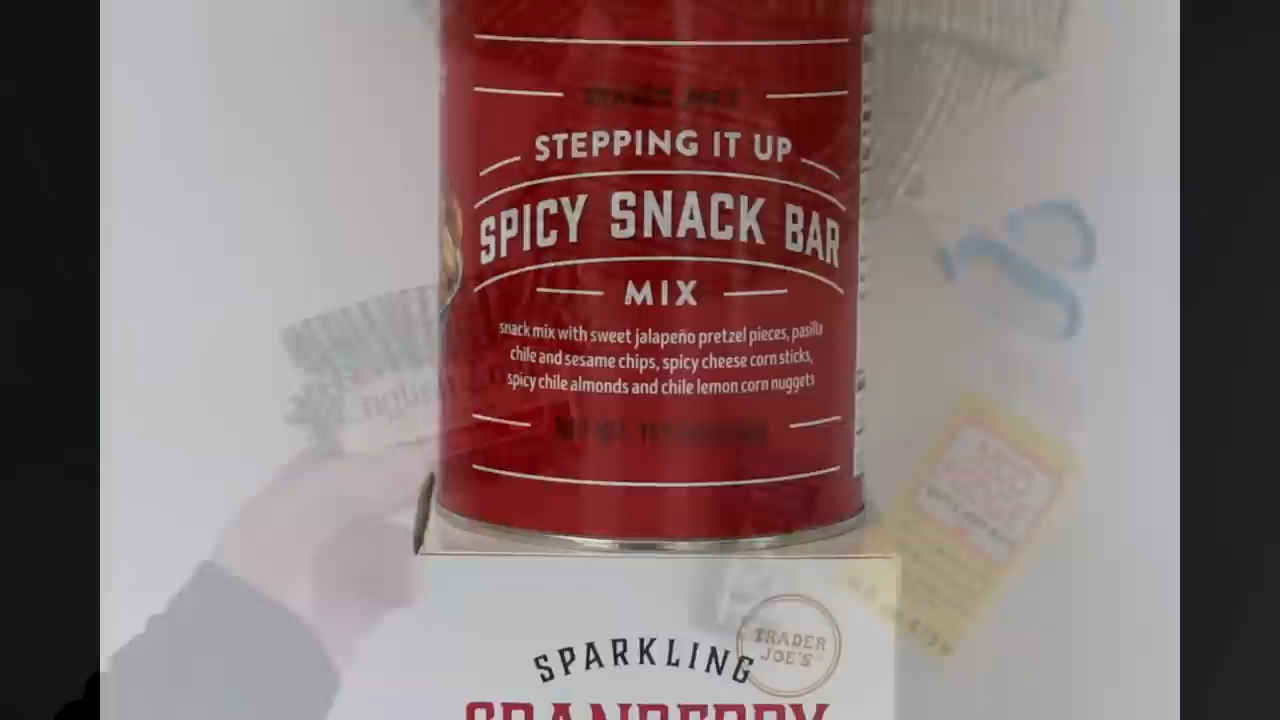 STEPPING IT UP
SPICY SNACK BAR
MIX
snack mix with sweet jalapeño pretzel pieces, pasilla
chile and sesame chips, spicy cheese corn sticks,
spicy chile almonds and chile lemon corn nuggets
TRADER
JOE'S
SPARKLING
CRANBERRY